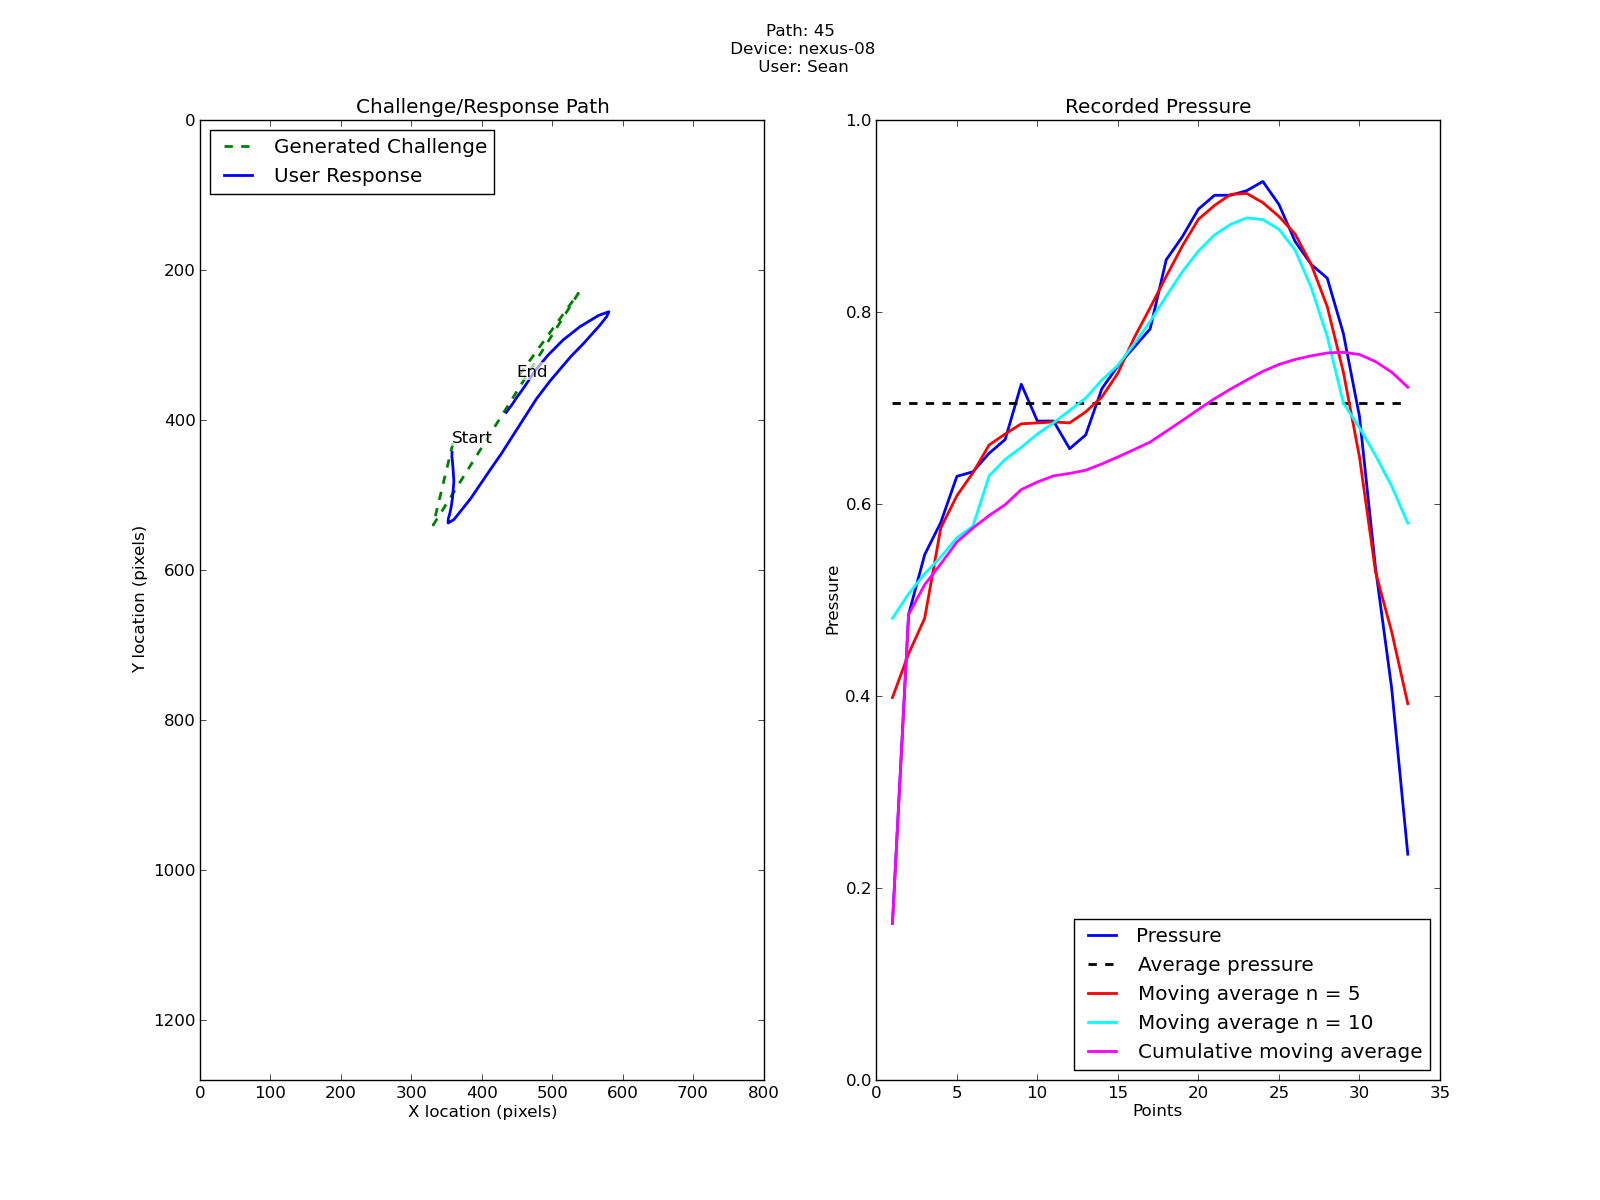 Path: 45
Device: nexus-08
User: Sean
Challenge/Response Path
Generated Challenge
User Response
Start
End
0
200
400
600
800
1000
1200
Y location (pixels)
0 100 200 300 400 500 600 700 800
X location (pixels)
Recorded Pressure
1.0
0.8
0.6
0.4
0.2
0.0
Pressure
Pressure
Average pressure
Moving average n = 5
Moving average n = 10
Cumulative moving average
0 5 10 15 20 25 30 35
Points